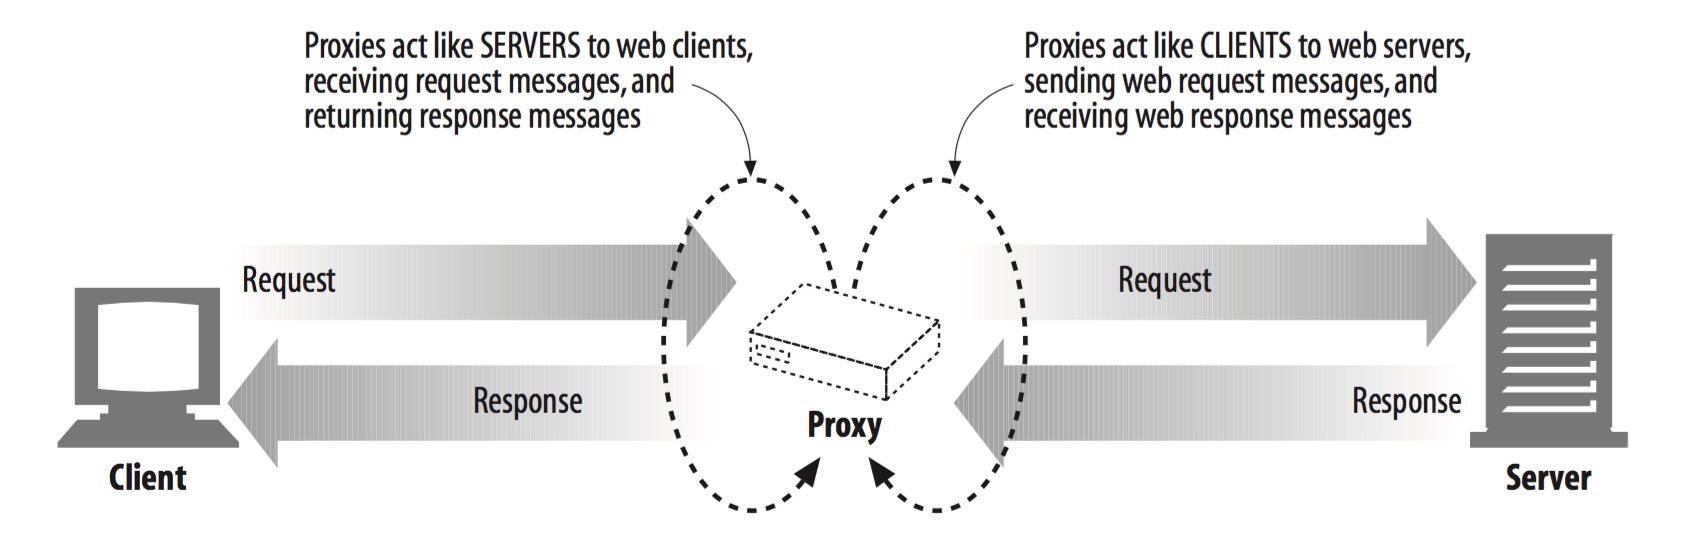 Proxies act like SERVERS to web clients,
receiving request messages, and
returning response messages
Proxies act like CLIENTS to web servers,
sending web request messages, and
receiving web response messages
Request
Request
Response
Response
Proxy
Client
Server